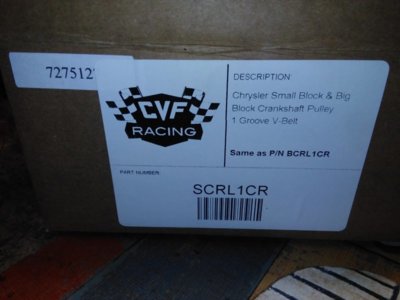 727512
CVF
RACING
DESCRIPTION:
Chrysler Small Block & Big
Block Crankshaft Pulley
1 Groove V-Belt
Same as P/N BCRL1CR
PART NUMBER:
SCRL1CR